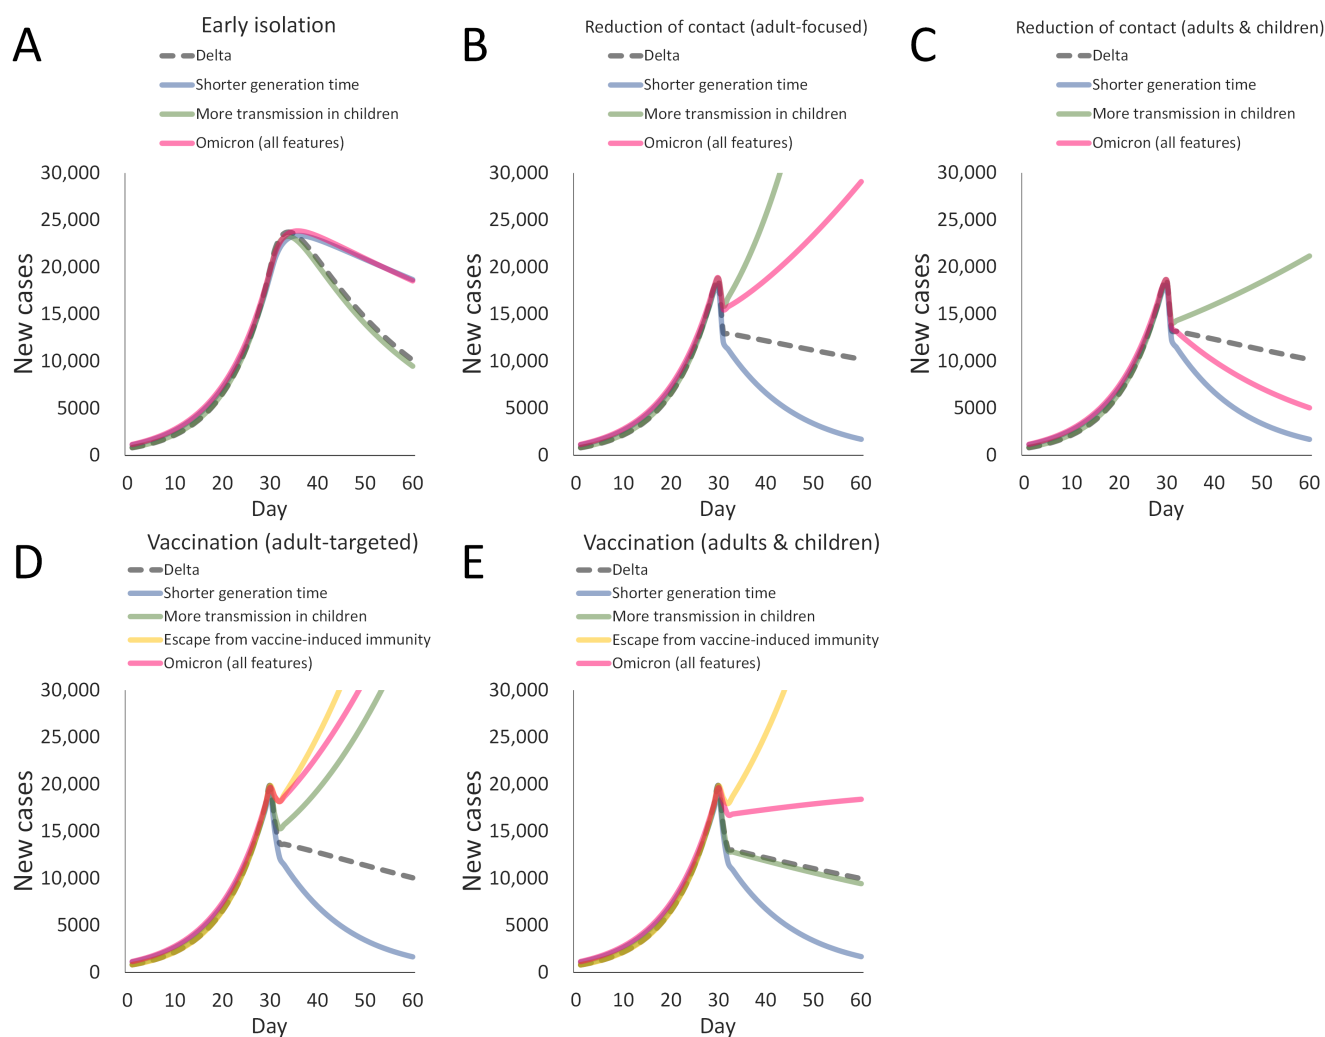 A
Early isolation
Delta
Shorter generation time
More transmission in children
Omicron (all features)
30,000
25,000
20,000
15,000
10,000
5000
0
New cases
0 10 20 30 40 50 60
Day
B
Reduction of contact (adult-focused)
Delta
Shorter generation time
More transmission in children
Omicron (all features)
30,000
25,000
20,000
15,000
10,000
5000
0
New cases
0 10 20 30 40 50 60
Day
C
Reduction of contact (adults & children)
Delta
Shorter generation time
More transmission in children
Omicron (all features)
30,000
25,000
20,000
15,000
10,000
5000
0
New cases
0 10 20 30 40 50 60
Day
D
Vaccination (adult-targeted)
Delta
Shorter generation time
More transmission in children
Escape from vaccine-induced immunity
Omicron (all features)
30,000
25,000
20,000
15,000
10,000
5000
0
New cases
0 10 20 30 40 50 60
Day
E
Vaccination (adults & children)
Delta
Shorter generation time
More transmission in children
Escape from vaccine-induced immunity
Omicron (all features)
30,000
25,000
20,000
15,000
10,000
5000
0
New cases
0 10 20 30 40 50 60
Day